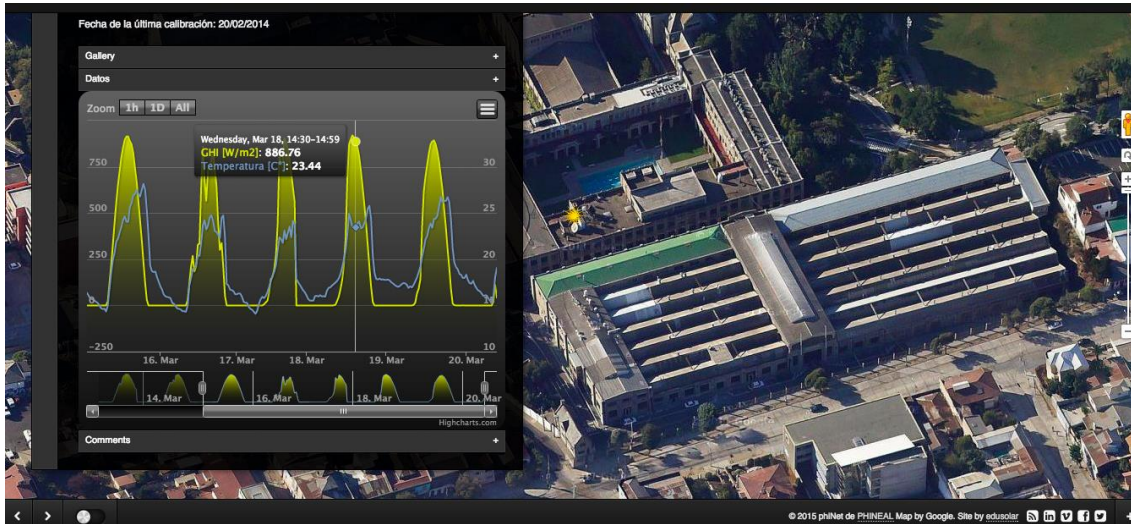 Fecha de la última calibración: 20/02/2014
Gallery +
Datos +
Zoom 1h 1D All
Wednesday, Mar 18, 14:30–14:59
GHI [W/m2]: 886.76
Temperatura [C°]: 23.44
750 30
500 25
250 20
0
-250 10
16. Mar 17. Mar 18. Mar 19. Mar 20. Mar
14. Mar 16. Mar 18. Mar 20. Mar
Highcharts.com
Comments +
© 2015 phiNet de PHINEAL Map by Google. Site by edusolar